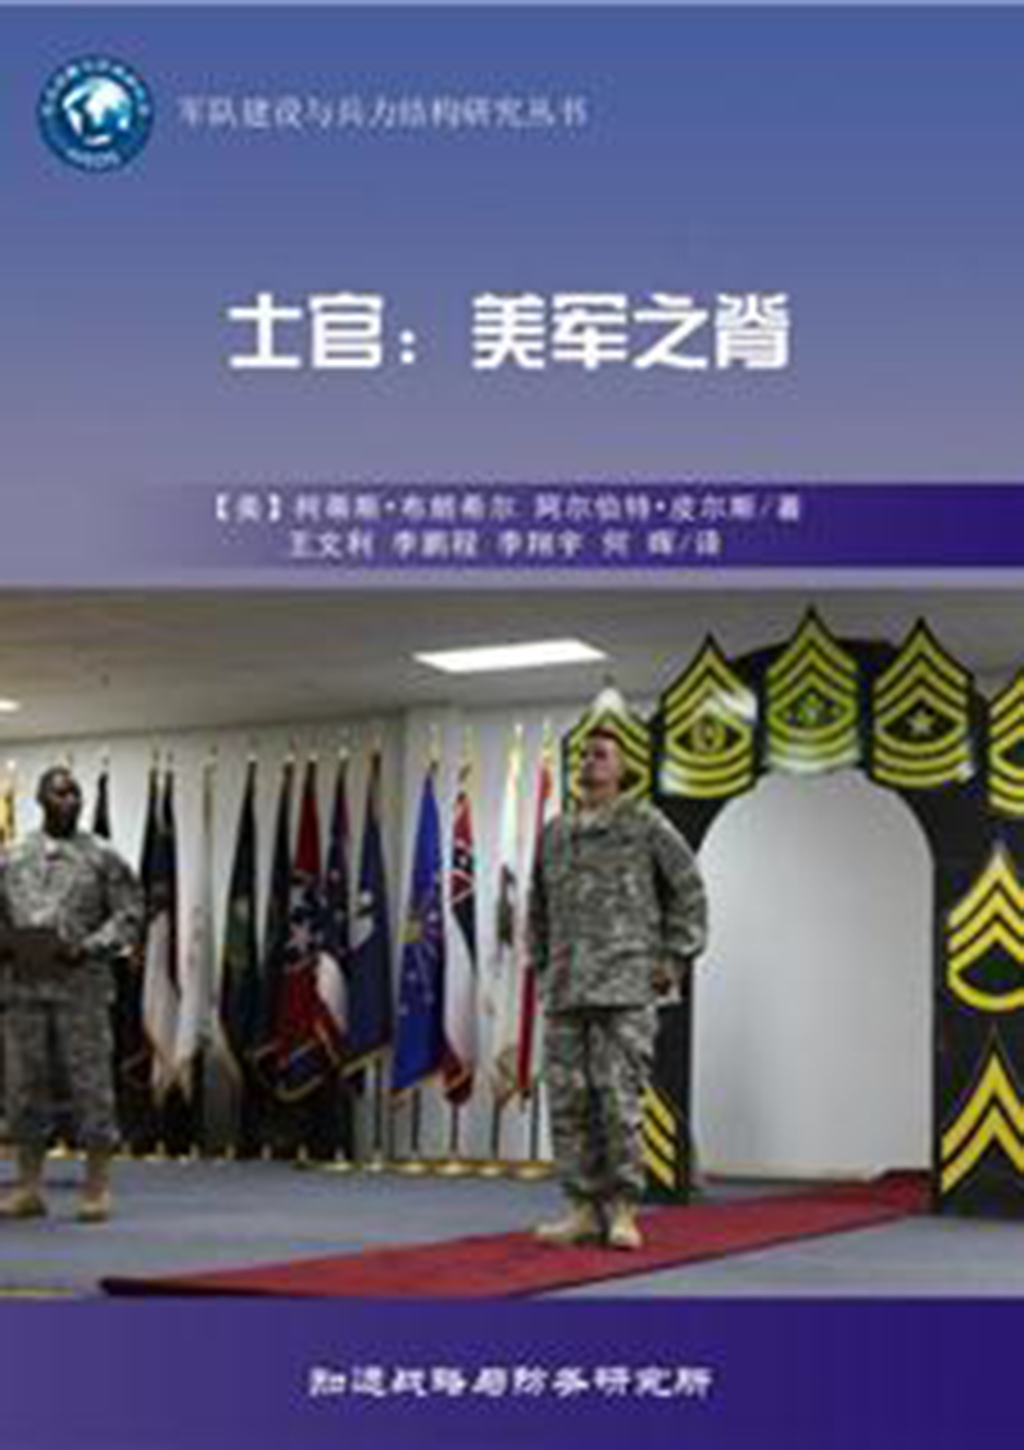 军队建设与兵力结构研究丛书
士官：美军之脊
【美】柯蒂斯·布朗希尔 阿尔伯特·皮尔斯/著
王文利 李鹏程 李翔宇 何 晖/译
知远战略与防务研究所